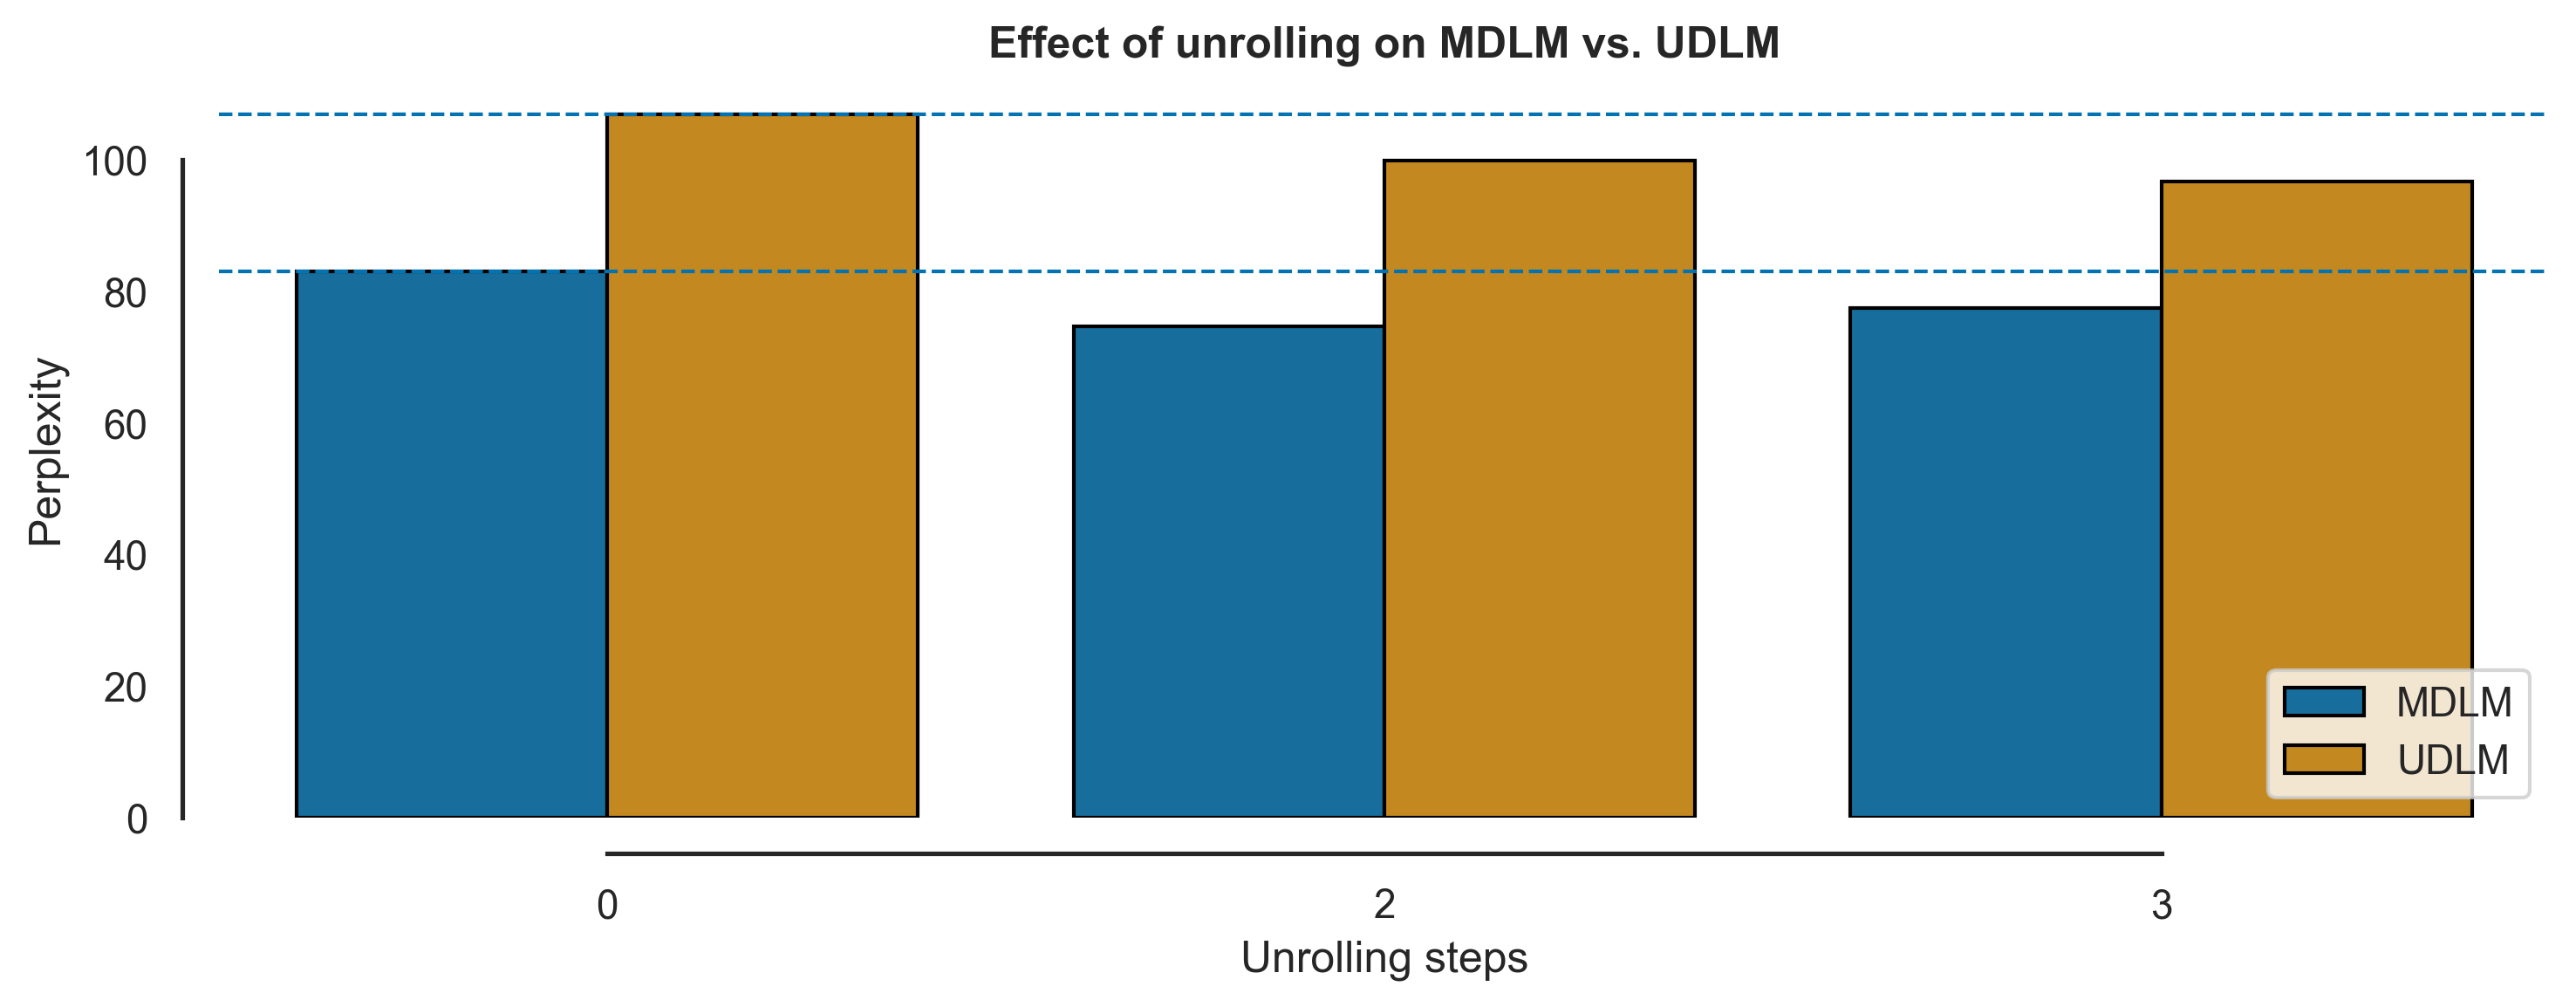 Effect of unrolling on MDLM vs. UDLM
100
80
60
40
20
0
Perplexity
MDLM
UDLM
0 2 3
Unrolling steps